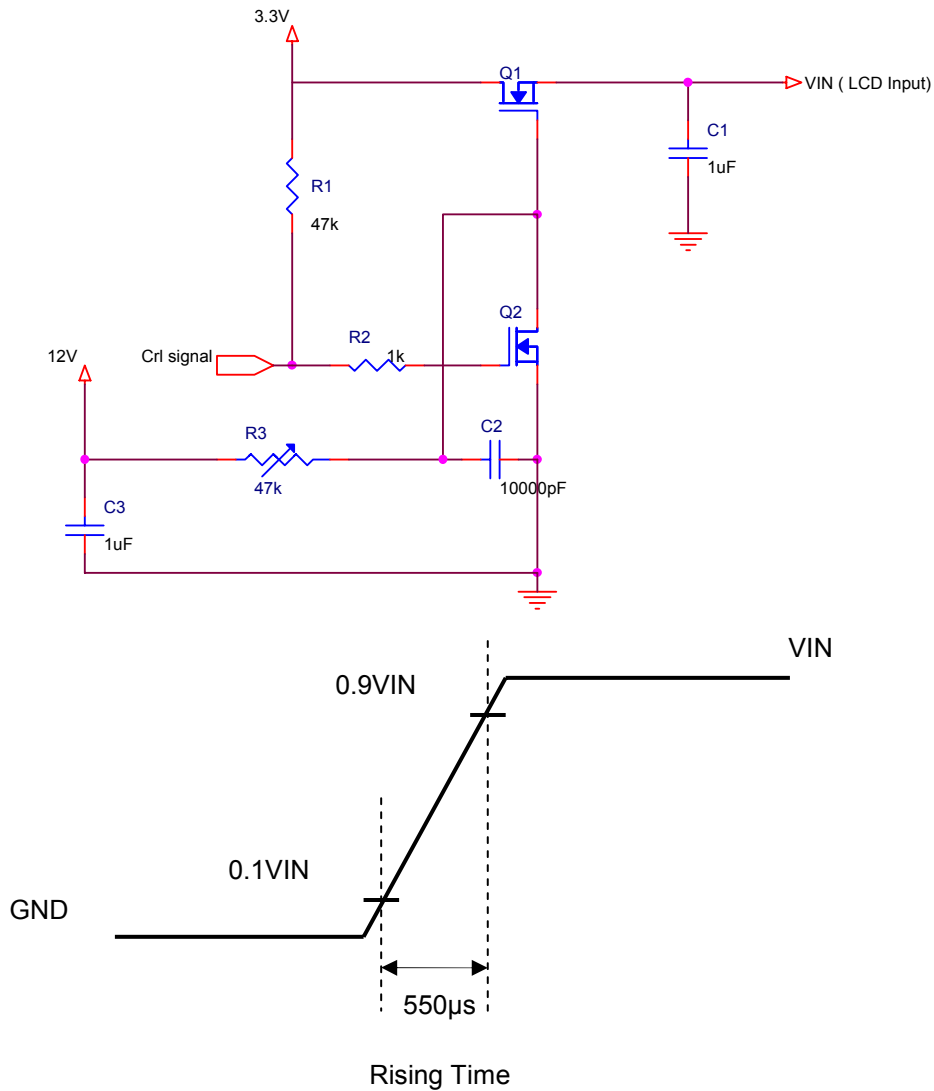 3.3V
Q1
VIN ( LCD Input)
C1
1uF
R1
47k
Q2
R2
1k
Crl signal
12V
R3
47k
C2
10000pF
C3
1uF
VIN
0.9VIN
0.1VIN
GND
550µs
Rising Time